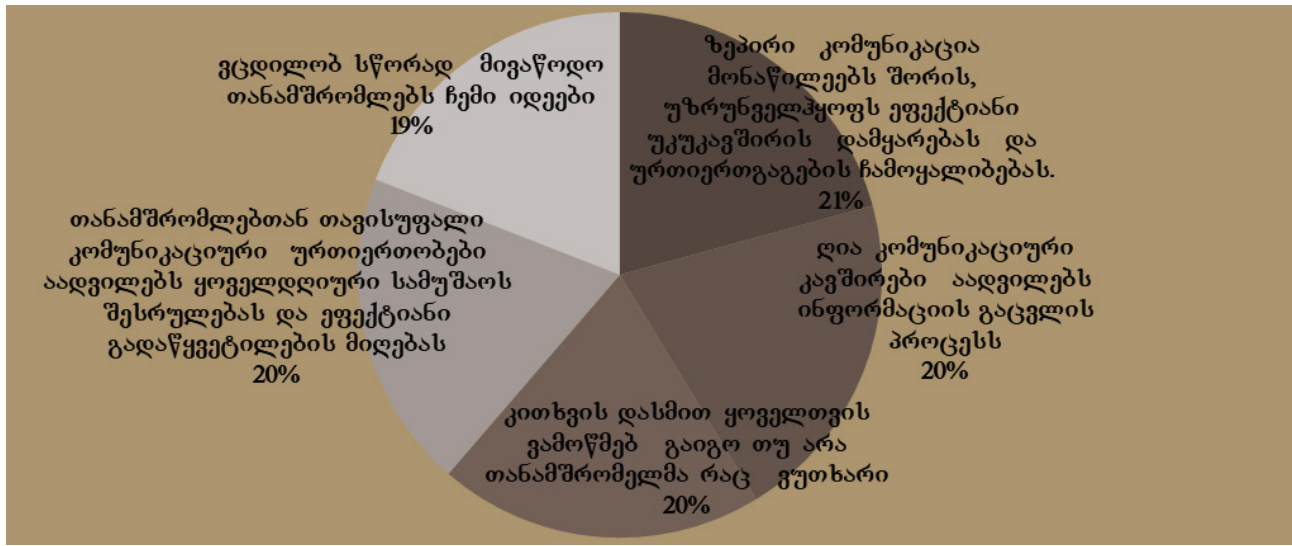 ზეპირი კომუნიკაცია
მონაწილეებს შორის,
უზრუნველჰყოფს ეფექტიანი
უკუკავშირის დამყარებას და
ურთიერთგაგების ჩამოყალიბებას.
21%
ღია კომუნიკაციური
კავშირები აადვილებს
ინფორმაციის გაცვლის
პროცესს
20%
კითხვის დასმით ყოველთვის
ვამოწმებ გაიგო თუ არა
თანამშრომელმა რაც ვუთხარი
20%
თანამშრომლებთან თავისუფალი
კომუნიკაციური ურთიერთობები
აადვილებს ყოველდღიური სამუშაოს
შესრულებას და ეფექტიანი
გადაწყვეტილების მიღებას
20%
ვცდილობ სწორად მივაწოდო
თანამშრომლებს ჩემი იდეები
19%